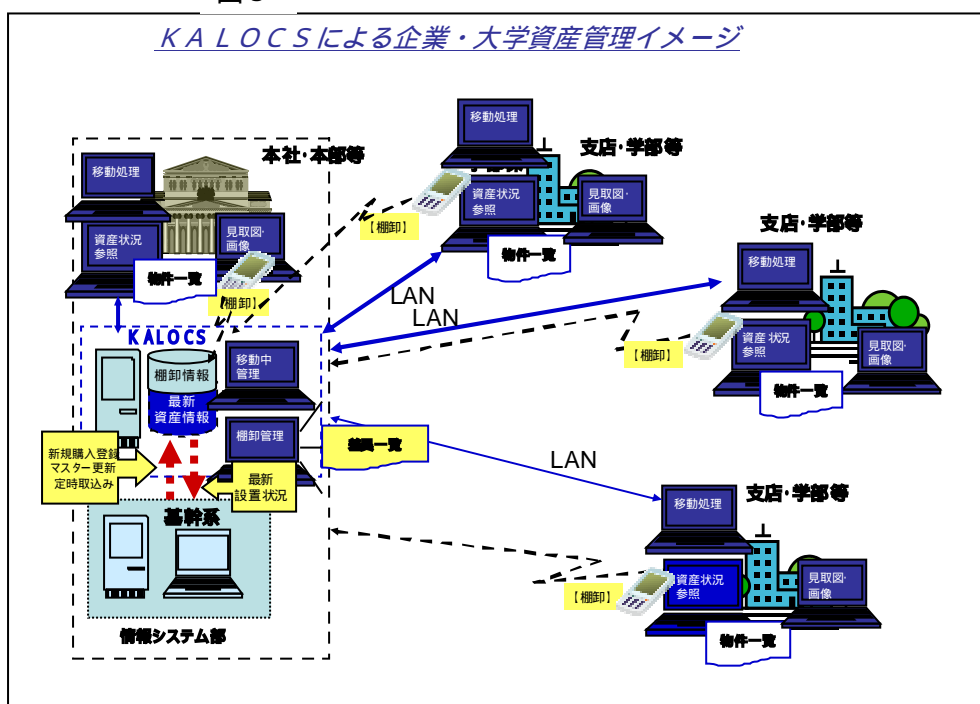 ＫＡＬＯＣＳによる企業・大学資産管理イメージ
本社・本部等
移動処理
資産状況
参照
見取図・
画像
物件一覧
【棚卸】
KALOCS
棚卸情報
最新
資産情報
移動中
管理
棚卸管理
差異一覧
新規購入登録
マスター更新
定時取込み
最新
設置状況
基幹系
情報システム部
支店・学部等
移動処理
資産状況
参照
見取図・
画像
物件一覧
【棚卸】
LAN
支店・学部等
移動処理
資産状況
参照
見取図・
画像
物件一覧
【棚卸】
LAN
支店・学部等
移動処理
資産状況
参照
見取図・
画像
物件一覧
【棚卸】
LAN